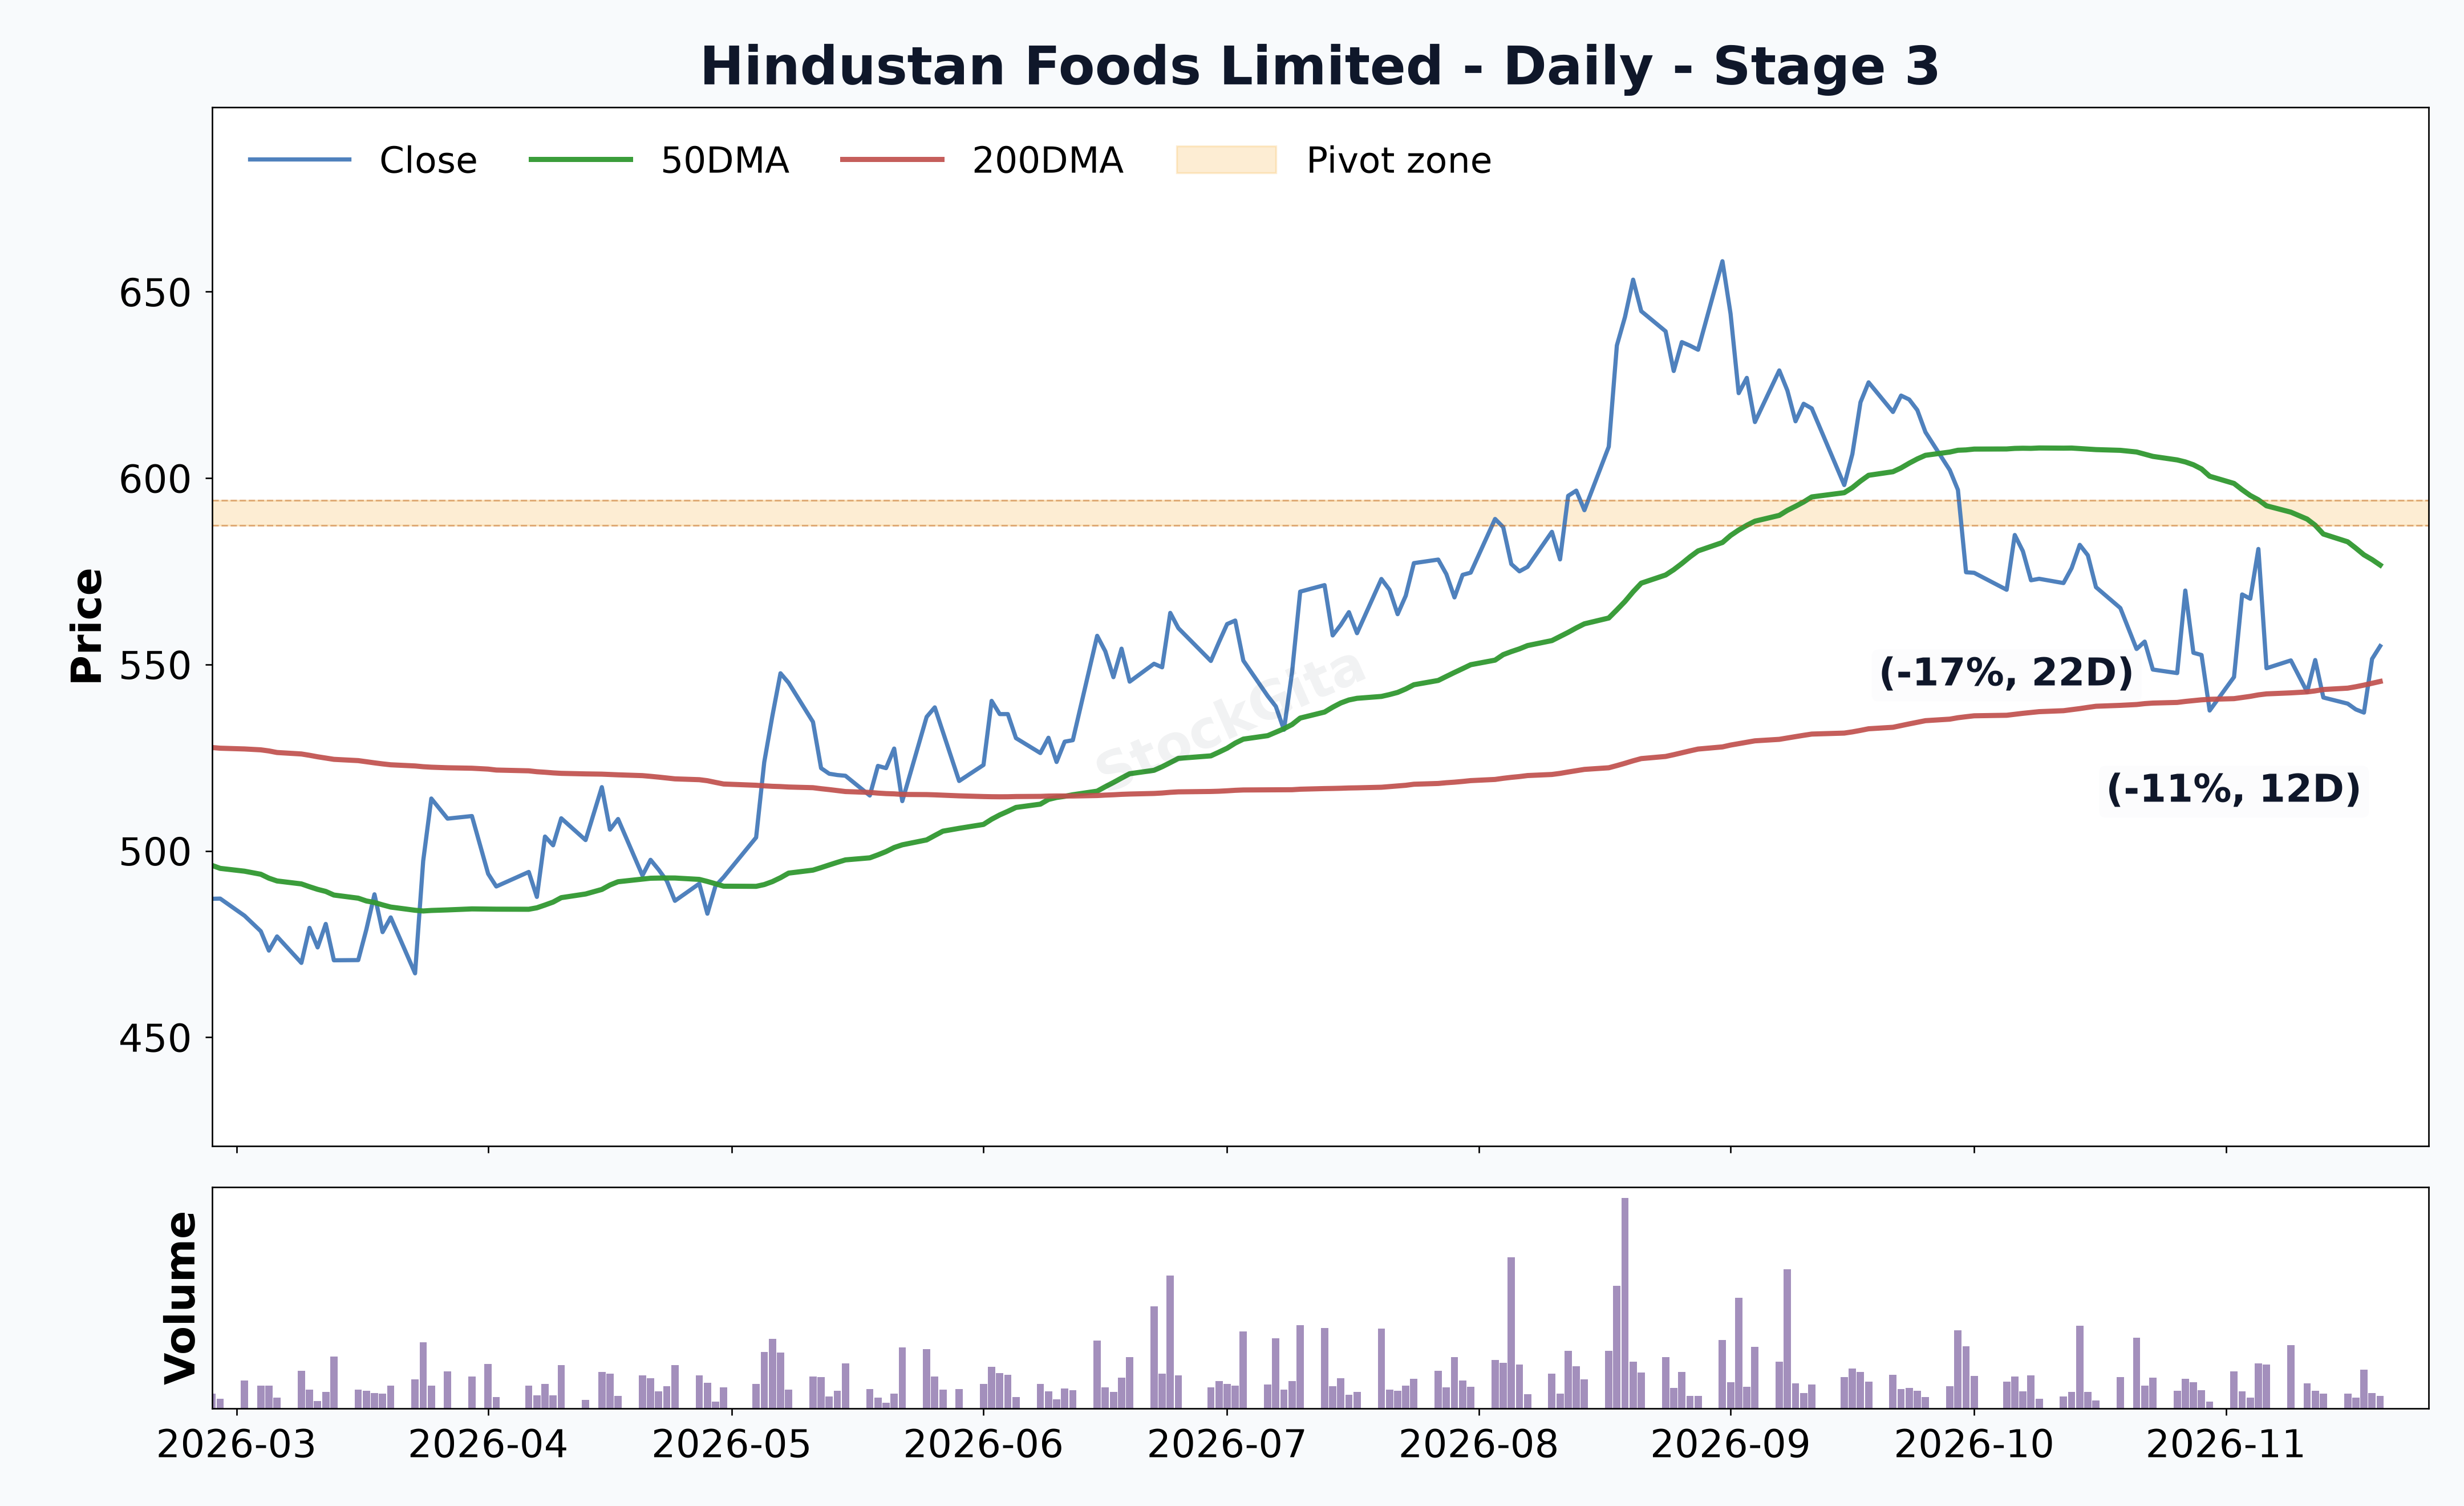 Hindustan Foods Limited - Daily - Stage 3
Close 50DMA 200DMA Pivot zone
Price
650
600
550
500
450
StockGita
(-17%, 22D)
(-11%, 12D)
Volume
2026-03 2026-04 2026-05 2026-06 2026-07 2026-08 2026-09 2026-10 2026-11